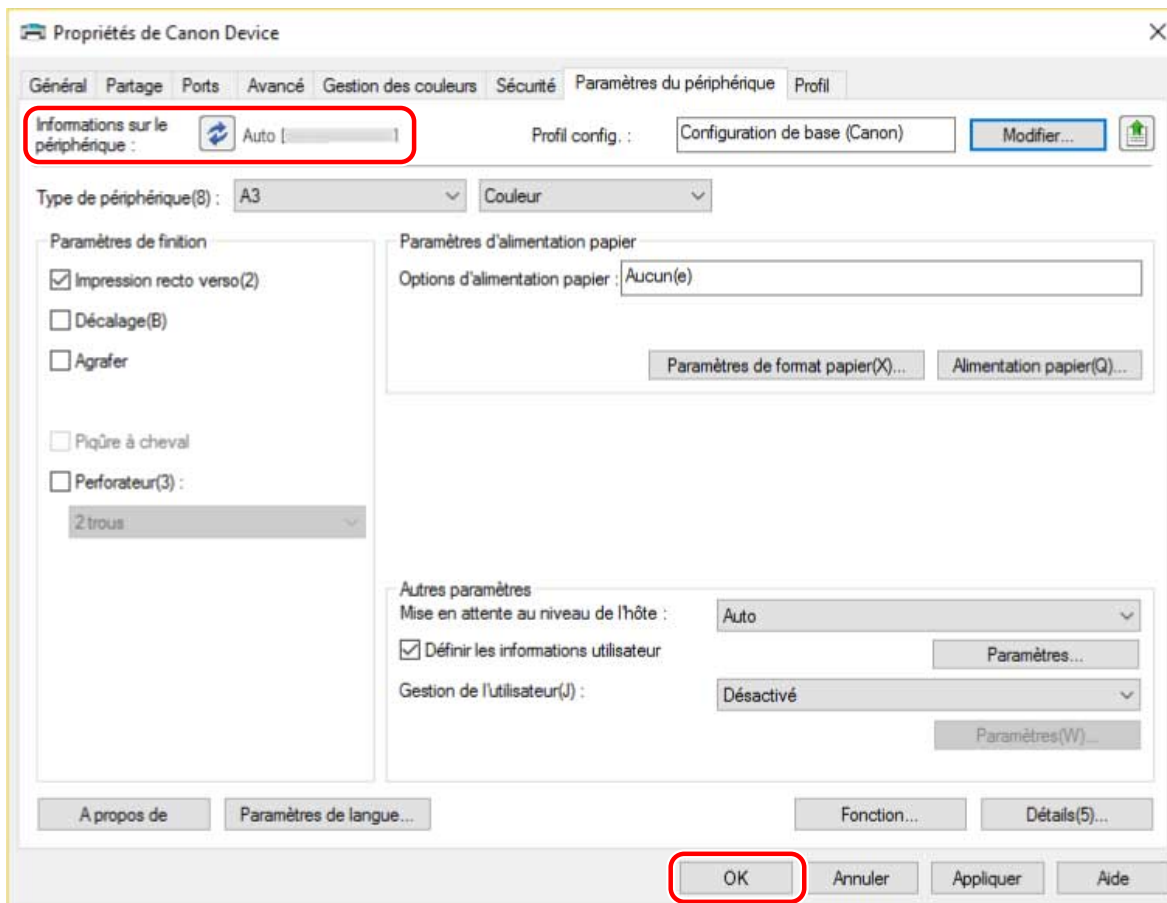 Propriétés de Canon Device
Général Partage Ports Avancé Gestion des couleurs Sécurité Paramètres du périphérique Profil
Informations sur le
périphérique :
Auto [ ]
Profil config. :
Configuration de base (Canon)
Modifier...
Type de périphérique(8) :
A3
Couleur
Paramètres de finition
Impression recto verso(2)
Décalage(B)
Agrafer
Piqûre à cheval
Perforateur(3) :
2 trous
Paramètres d'alimentation papier
Options d'alimentation papier :
Aucun(e)
Paramètres de format papier(X)...
Alimentation papier(Q)...
Autres paramètres
Mise en attente au niveau de l'hôte :
Auto
Définir les informations utilisateur
Paramètres...
Gestion de l'utilisateur(J) :
Désactivé
Paramètres(W)...
A propos de
Paramètres de langue...
Fonction...
Détails(5)...
OK
Annuler
Appliquer
Aide